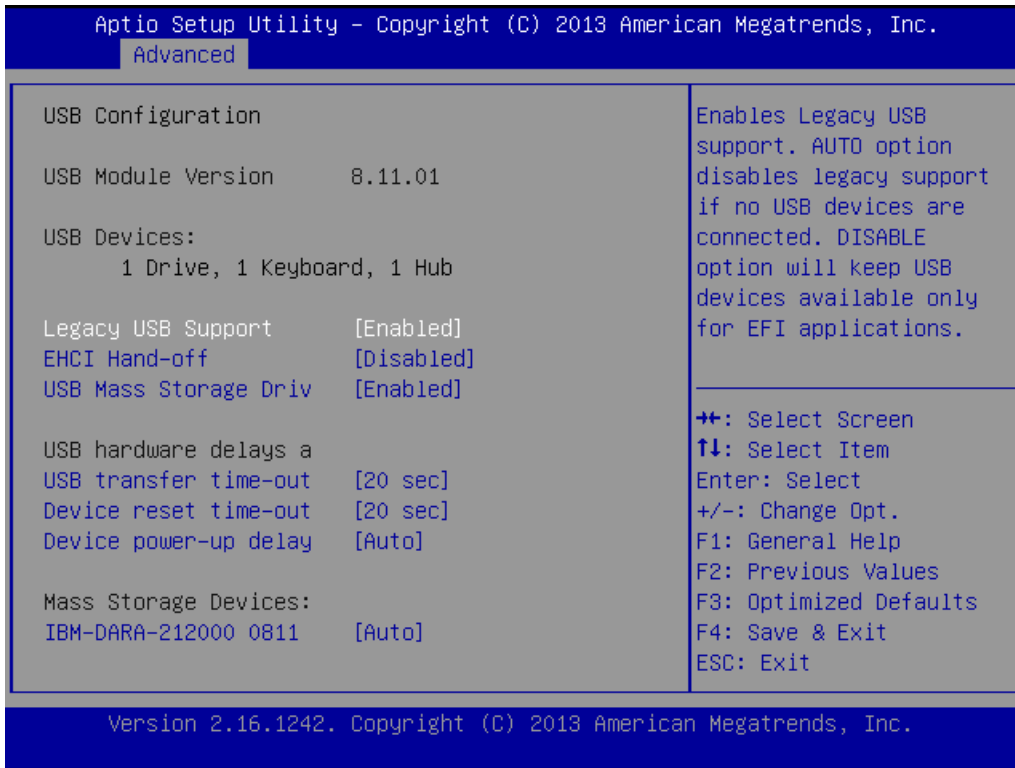 Aptio Setup Utility – Copyright (C) 2013 American Megatrends, Inc.
Advanced
USB Configuration
USB Module Version 8.11.01
USB Devices:
1 Drive, 1 Keyboard, 1 Hub
Legacy USB Support [Enabled]
EHCI Hand-off [Disabled]
USB Mass Storage Driv [Enabled]
USB hardware delays a
USB transfer time-out [20 sec]
Device reset time-out [20 sec]
Device power-up delay [Auto]
Mass Storage Devices:
IBM-DARA-212000 0811 [Auto]
Enables Legacy USB
support. AUTO option
disables legacy support
if no USB devices are
connected. DISABLE
option will keep USB
devices available only
for EFI applications.
→←: Select Screen
↑↓: Select Item
Enter: Select
+/-: Change Opt.
F1: General Help
F2: Previous Values
F3: Optimized Defaults
F4: Save & Exit
ESC: Exit
Version 2.16.1242. Copyright (C) 2013 American Megatrends, Inc.